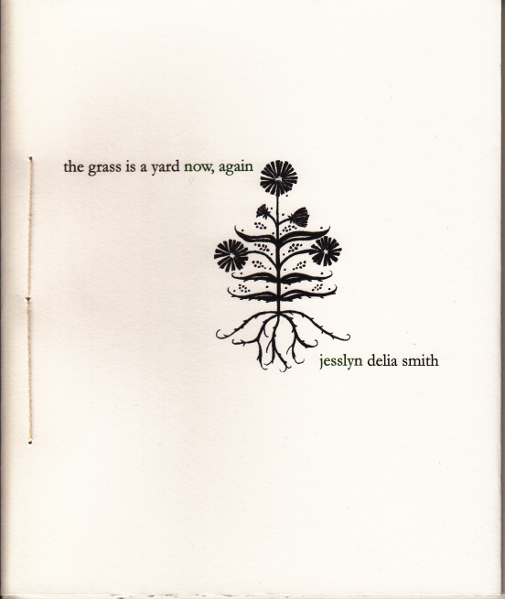 the grass is a yard now, again
jesslyn delia smith